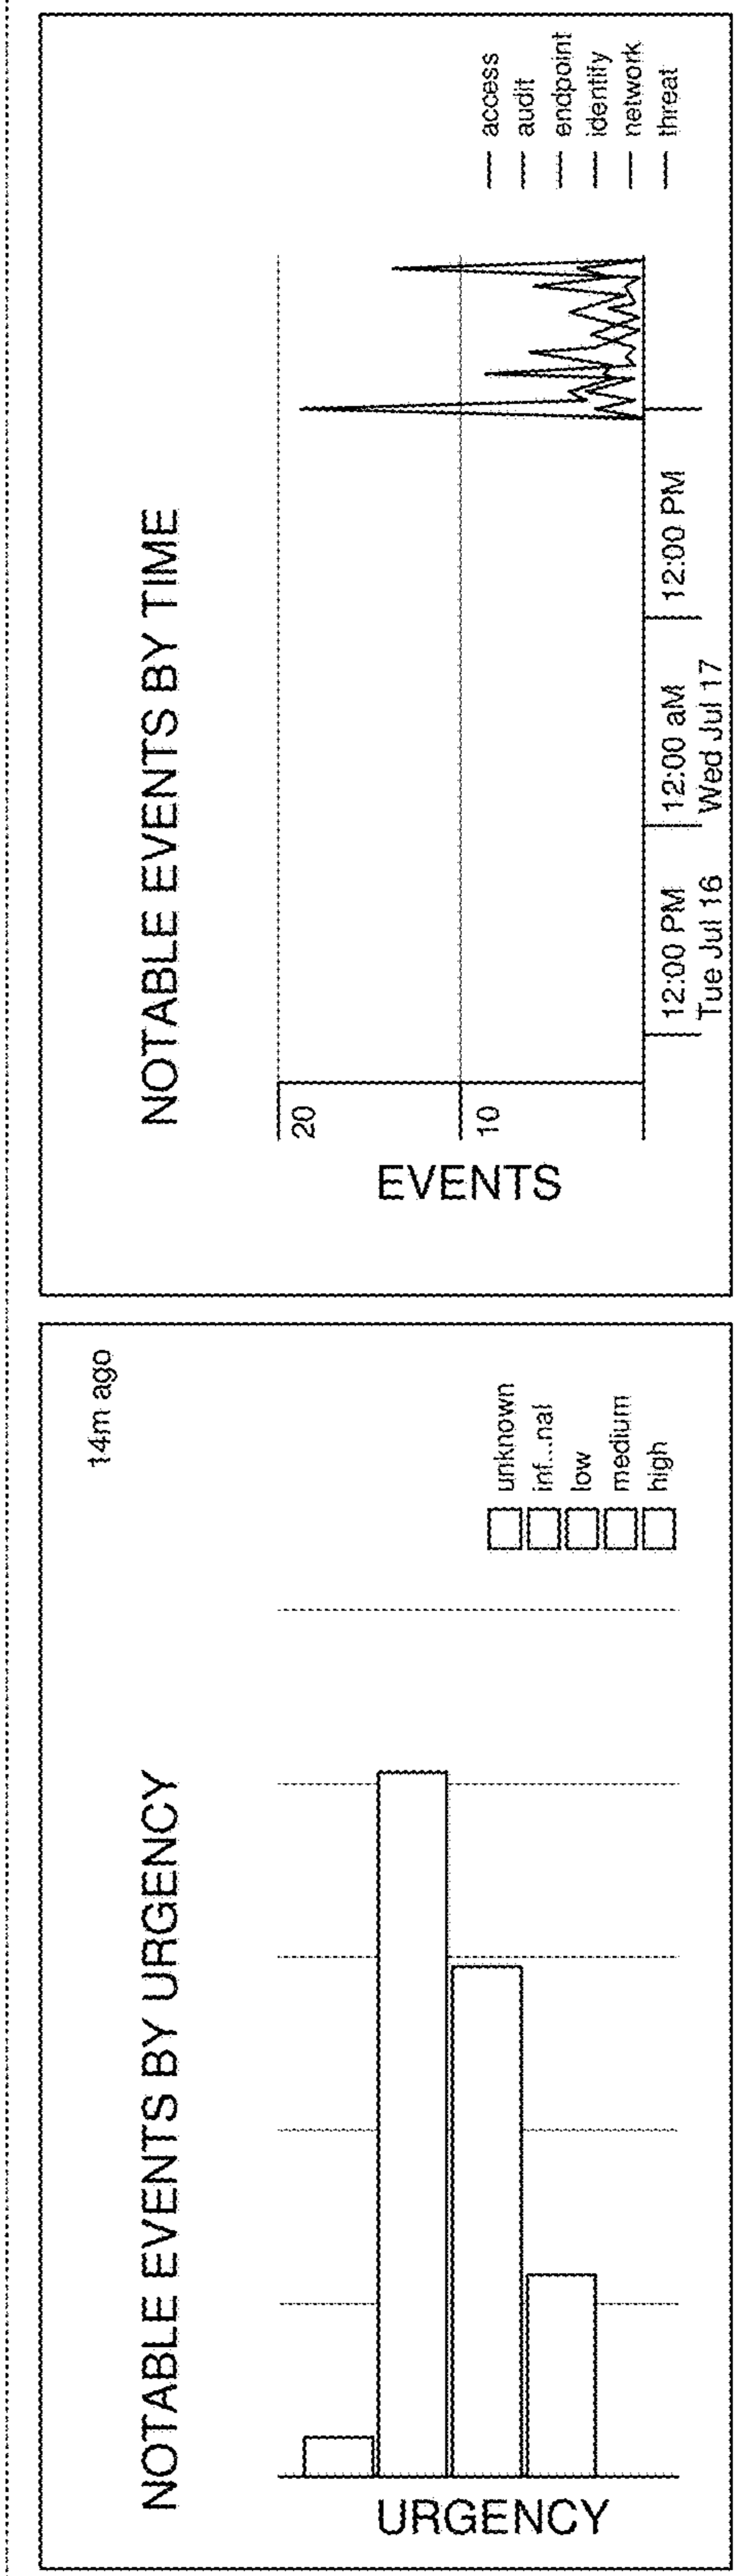 NOTABLE EVENTS BY URGENCY
14m ago
URGENCY
unknown
inf...nal
low
medium
high
NOTABLE EVENTS BY TIME
EVENTS
20
10
12:00 PM
Tue Jul 16
12:00 aM
Wed Jul 17
12:00 PM
access
audit
endpoint
identify
network
threat